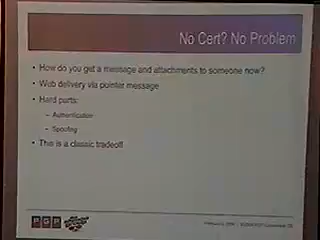 No Cert? No Problem
How do you get a message and attachments to someone now?
Web delivery via pointer message
Hard parts:
– Authentication
– Spoofing
This is a classic tradeoff
PGP